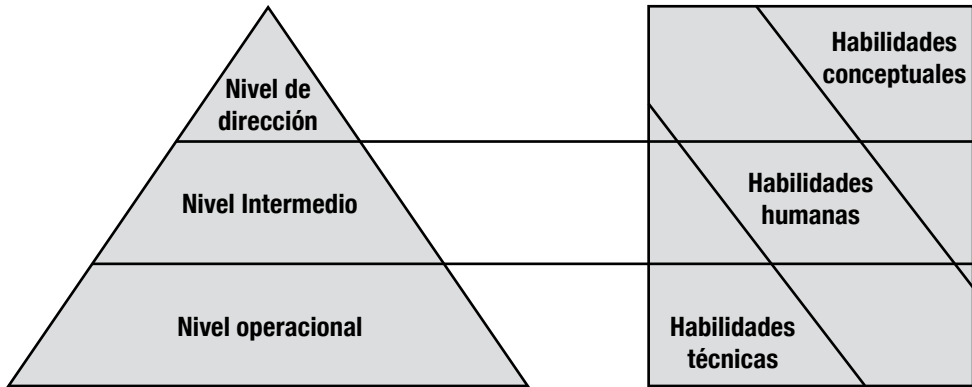 Nivel de
dirección
Nivel Intermedio
Nivel operacional
Habilidades
conceptuales
Habilidades
humanas
Habilidades
técnicas